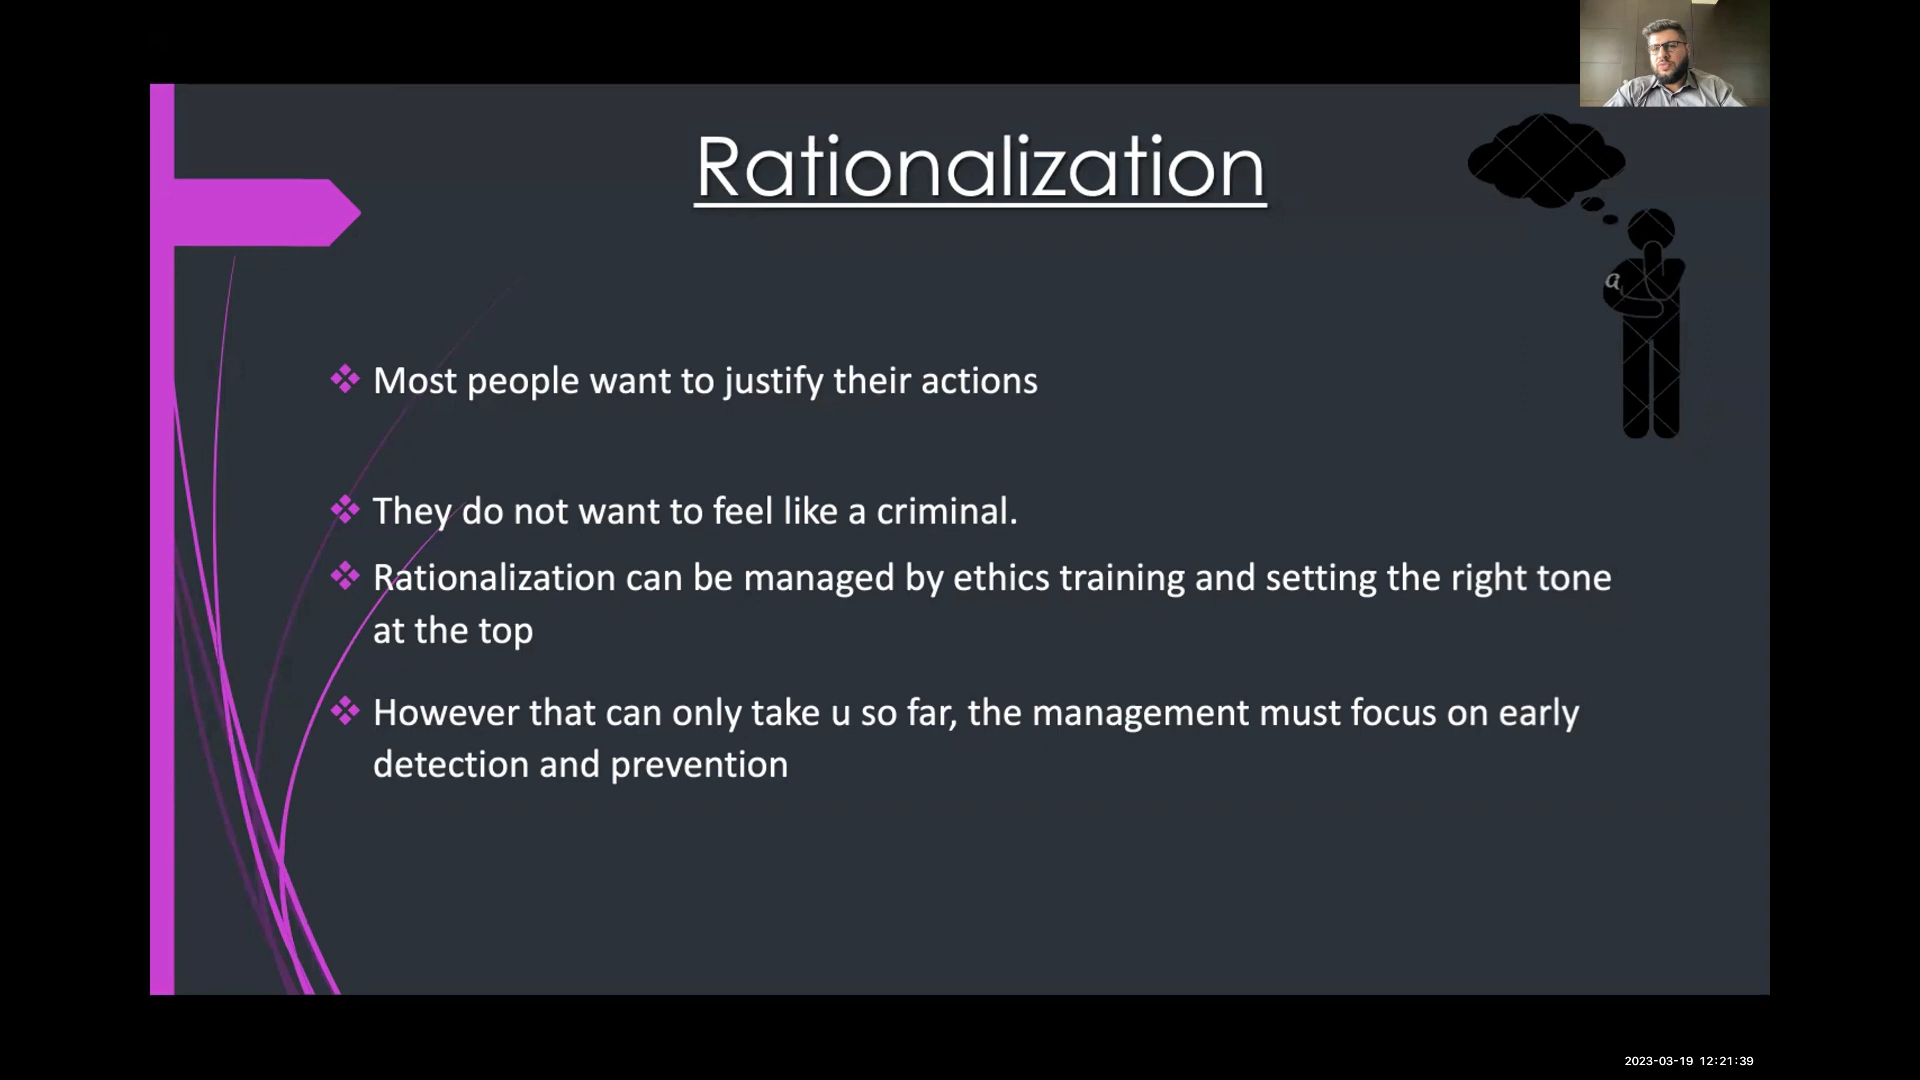 Rationalization
a
❖ Most people want to justify their actions
❖ They do not want to feel like a criminal.
❖ Rationalization can be managed by ethics training and setting the right tone
at the top
❖ However that can only take u so far, the management must focus on early
detection and prevention
2023-03-19 12:21:39